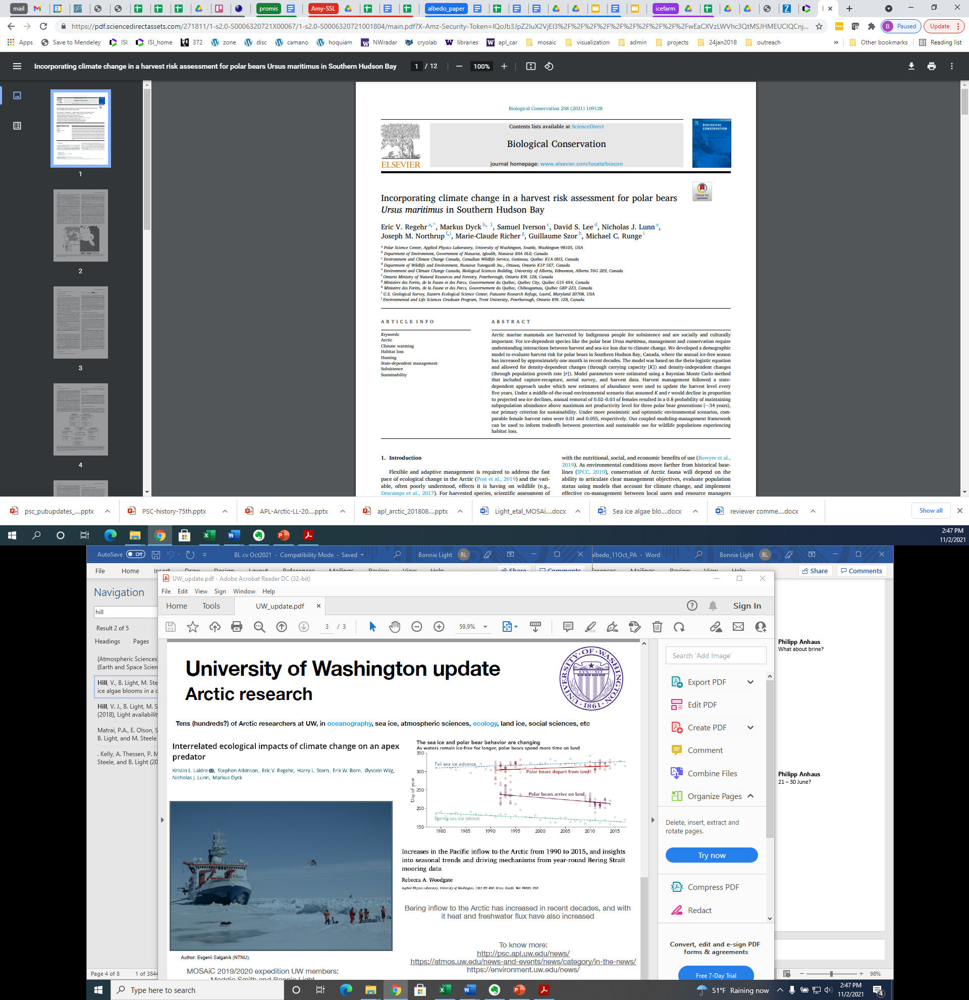 mail
promis
Amy-SSL
albedo_paper
icefarm
https://pdf.sciencedirectassets.com/271811/1-s2.0-S0006320721X00067/1-s2.0-S0006320721001804/main.pdf?X-Amz-Security-Token=
Paused
Update
Apps Save to Mendeley ISI ISI_home 372 zone disc camano hoquiam NWradar cryolab libraries apl_car mosaic visualization admin projects 24jan2018 outreach » Other bookmarks Reading list
Incorporating climate change in a harvest risk assessment for polar bears Ursus maritimus in Southern Hudson Bay 1 / 12 100%
1
2
3
4
Biological Conservation 258 (2021) 109128
Contents lists available at ScienceDirect
Biological Conservation
journal homepage: www.elsevier.com/locate/biocon
ELSEVIER
BIOLOGICAL
CONSERVATION
Check for
updates
Incorporating climate change in a harvest risk assessment for polar bears
Ursus maritimus in Southern Hudson Bay
Eric V. Regehr a,*, Markus Dyck b, 1, Samuel Iverson c, David S. Lee d, Nicholas J. Lunn e,
Joseph M. Northrup f,j, Marie-Claude Richer g, Guillaume Szor h, Michael C. Runge i
a Polar Science Center, Applied Physics Laboratory, University of Washington, Seattle, Washington 98105, USA
b Department of Environment, Government of Nunavut, Igloolik, Nunavut X0A 0L0, Canada
c Environment and Climate Change Canada, Canadian Wildlife Service, Gatineau, Québec K1A 0H3, Canada
d Department of Wildlife and Environment, Nunavut Tunngavik Inc., Ottawa, Ontario K1P 5E7, Canada
e Environment and Climate Change Canada, Biological Sciences Building, University of Alberta, Edmonton, Alberta T6G 2E9, Canada
f Ontario Ministry of Natural Resources and Forestry, Peterborough, Ontario K9L 1Z8, Canada
g Ministère des Forêts, de la Faune et des Parcs, Gouvernement du Québec, Québec City, Québec G1S 4X4, Canada
h Ministère des Forêts, de la Faune et des Parcs, Gouvernement du Québec, Chibougamau, Québec G8P 2Z3, Canada
i U.S. Geological Survey, Eastern Ecological Science Center, Patuxent Research Refuge, Laurel, Maryland 20708, USA
j Environmental and Life Sciences Graduate Program, Trent University, Peterborough, Ontario K9L 1Z8, Canada
ARTICLE INFO
Keywords:
Arctic
Climate warming
Habitat loss
Hunting
State-dependent management
Subsistence
Sustainability
ABSTRACT
Arctic marine mammals are harvested by Indigenous people for subsistence and are socially and culturally
important. For ice-dependent species like the polar bear Ursus maritimus, management and conservation require
understanding interactions between harvest and sea-ice loss due to climate change. We developed a demographic
model to evaluate harvest risk for polar bears in Southern Hudson Bay, Canada, where the annual ice-free season
has increased by approximately one month in recent decades. The model was based on the theta-logistic equation
and allowed for density-dependent changes (through carrying capacity [K]) and density-independent changes
(through population growth rate [r]). Model parameters were estimated using a Bayesian Monte Carlo method
that included capture-recapture, aerial survey, and harvest data. Harvest management followed a state-
dependent approach under which new estimates of abundance were used to update the harvest level every
five years. Under a middle-of-the-road environmental scenario that assumed K and r would decline in proportion
to projected sea-ice declines, annual removal of 0.02–0.03 of females resulted in a 0.8 probability of maintaining
subpopulation abundance above maximum net productivity level for three polar bear generations (~34 years),
our primary criterion for sustainability. Under more pessimistic and optimistic environmental scenarios, com-
parable female harvest rates were 0.01 and 0.055, respectively. Our coupled modeling-management framework
can be used to inform tradeoffs between protection and sustainable use for wildlife populations experiencing
habitat loss.
1. Introduction
Flexible and adaptive management is required to address the fast
pace of ecological change in the Arctic (Post et al., 2019) and the vari-
able, often poorly understood, effects it is having on wildlife (e.g.,
Descamps et al., 2017). For harvested species, scientific assessment of
with the nutritional, social, and economic benefits of use (Bowyer et al.,
2019). As environmental conditions move farther from historical base-
lines (IPCC, 2019), conservation of Arctic fauna will depend on the
ability to articulate clear management objectives, evaluate population
status using models that account for climate change, and implement
effective co-management between local users and resource managers
psc_pubupdates_....pptx PSC-history-75th.pptx APL-Arctic-LL-20....pptx apl_arctic_201808....pptx Light_etal_MOSAi....docx Sea ice algae blo....docx reviewer comme....docx Show all
2:47 PM
11/2/2021
AutoSave Off BL cv Oct2021 - Compatibility Mode - Saved Bonnie Light BL
albedo_11Oct_PA - Word Bonnie Light BL
File Home Insert Draw Design Layout References Mailings Review View Help Share Comments
Mailings Review View Help Share Comments
Navigation
hill
Result 2 of 5
Headings Pages
(Atmospheric Sciences)
(Earth and Space Scien
Hill, V., B. Light, M. Ste
ice algae blooms in a c
Hill, V. J., B. Light, M. S
(2018), Light availability
Matrai, P.A., E. Olson, S
B. Light, and M. Steele
. Kelly, A. Thessen, P. M
Steele, and B. Light (20
Page 4 of 8 1 of 3844
UW_update.pdf - Adobe Acrobat Reader DC (32-bit)
File Edit View Sign Window Help
Home Tools UW_update.pdf Sign In
3 / 3 59.9%
University of Washington update
Arctic research
UNIVERSITY OF WASHINGTON
LVX SIT
1861
Tens (hundreds?) of Arctic researchers at UW, in oceanography, sea ice, atmospheric sciences, ecology, land ice, social sciences, etc
Interrelated ecological impacts of climate change on an apex
predator
Kristin L. Laidre, Stephen Atkinson, Eric V. Regehr, Harry L. Stern, Erik W. Born, Øystein Wiig,
Nicholas J. Lunn, Markus Dyck
The sea ice and polar bear behavior are changing
As waters remain ice-free for longer, polar bears spend more time on land
Day of year
350
300
250
200
150
Fall sea ice advance
Polar bears depart from land
Polar bears arrive on land
Spring sea ice retreat
1980 1985 1990 1995 2000 2005 2010 2015
Increases in the Pacific inflow to the Arctic from 1990 to 2015, and insights
into seasonal trends and driving mechanisms from year-round Bering Strait
mooring data
Rebecca A. Woodgate
Applied Physics Laboratory, University of Washington, 1013 NE 40th Street, Seattle, WA 98105, USA
Bering inflow to the Arctic has increased in recent decades, and with
it heat and freshwater flux have also increased
To know more:
http://psc.apl.uw.edu/news/
https://atmos.uw.edu/news-and-events/news/category/in-the-news/
https://environment.uw.edu/news/
Author: Evgenii Salganik (NTNU).
MOSAiC 2019/2020 expedition UW members:
Maddie Smith and Bonnie Light
Search 'Add Image'
Export PDF
Edit PDF
Create PDF
Comment
Combine Files
Organize Pages
Delete, insert, extract and
rotate pages.
Try now
Compress PDF
Redact
Convert, edit and e-sign PDF
forms & agreements
Free 7-Day Trial
Philipp Anhaus
What about brine?
Philipp Anhaus
21 – 30 June?
98%
Type here to search
51°F Raining now
2:47 PM
11/2/2021
4